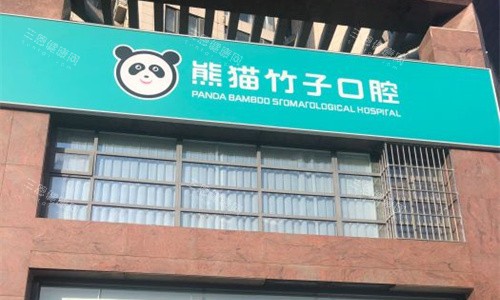 熊猫竹子口腔
PANDA BAMBOO STOMATOLOGICAL HOSPITAL